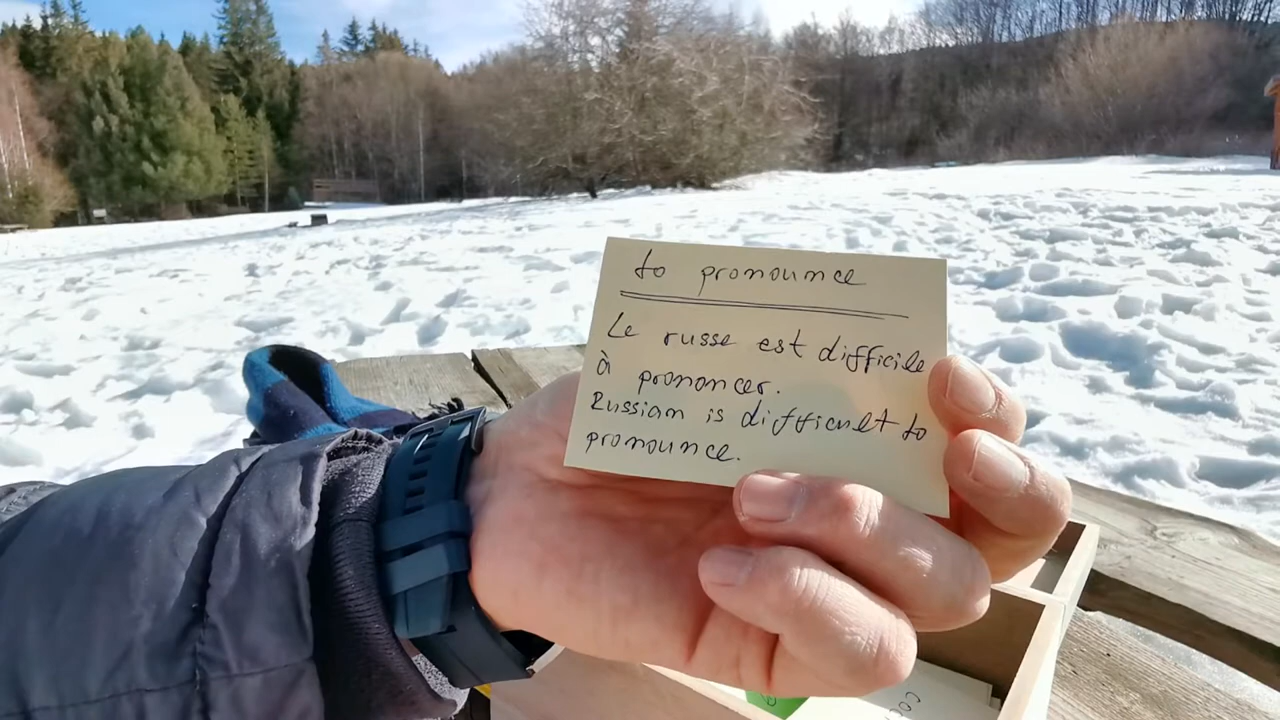 to pronounce
Le russe est difficile
à prononcer.
Russian is difficult to
pronounce.